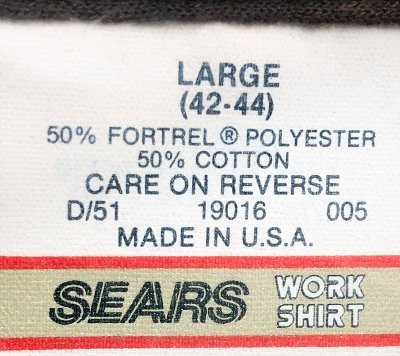 LARGE
(42-44)
50% FORTREL® POLYESTER
50% COTTON
CARE ON REVERSE
D/51 19016 005
MADE IN U.S.A.
SEARS WORK SHIRT